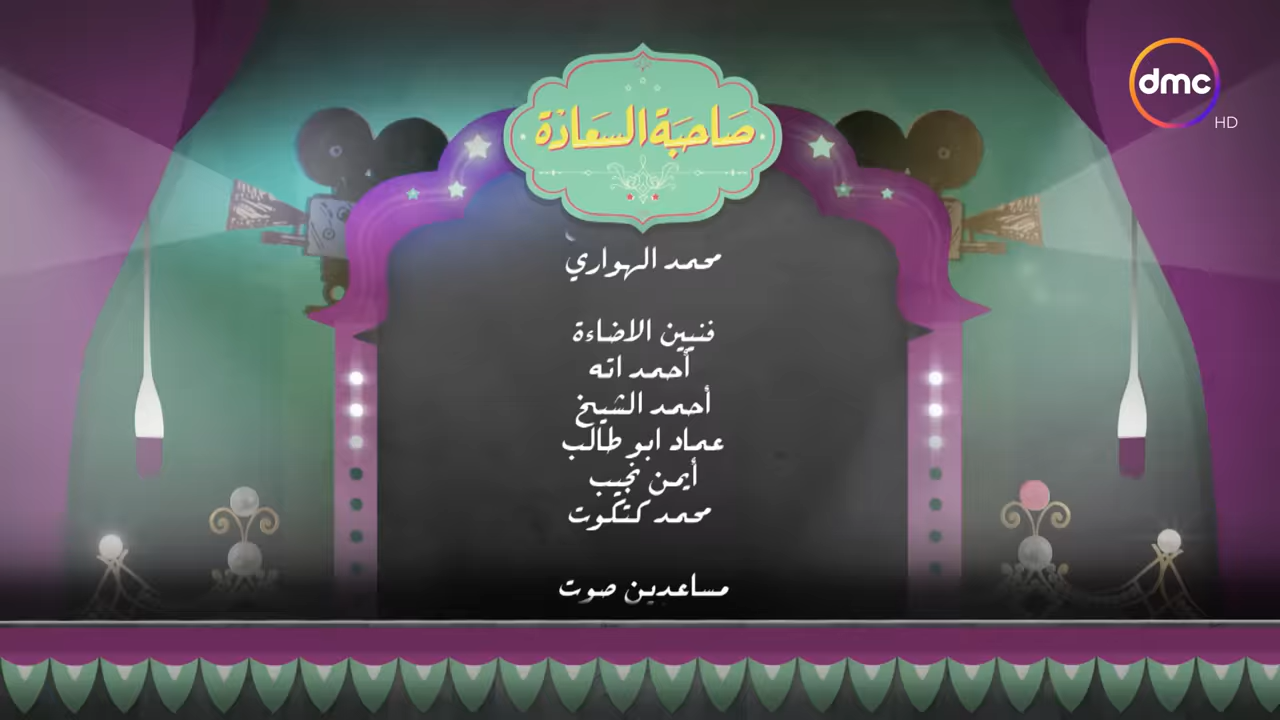 dmc
HD
صاحبة السعادة
محمد الهواري
فنيين الاضاءة
أحمد اته
أحمد الشيخ
عماد ابو طالب
أيمن نجيب
محمد كتكوت
مساعدين صوت